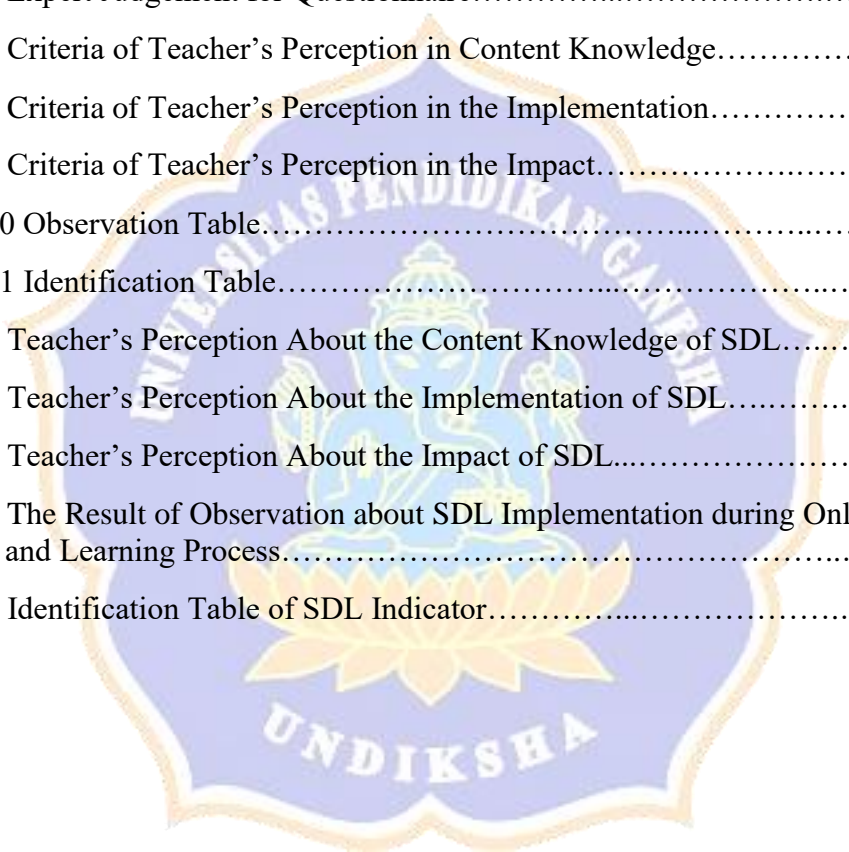 Expert Judgement for Questionnaire…………...……………….…
Criteria of Teacher’s Perception in Content Knowledge…………
Criteria of Teacher’s Perception in the Implementation…………
Criteria of Teacher’s Perception in the Impact……………….……
0 Observation Table…………………………………...………..…
1 Identification Table…………………………...……………….…
Teacher’s Perception About the Content Knowledge of SDL….…
Teacher’s Perception About the Implementation of SDL….………
Teacher’s Perception About the Impact of SDL...…………………
The Result of Observation about SDL Implementation during Onl
and Learning Process……………………………………………..
Identification Table of SDL Indicator…………...………………..
UNIVERSITAS PENDIDIKAN GANESHA
UNDIKSHA